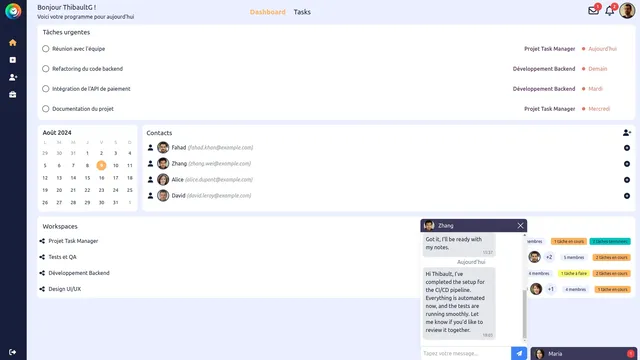 Bonjour ThibaultG !
Voici votre programme pour aujourd'hui
Dashboard Tasks
1
2
Tâches urgentes
Réunion avec l'équipe Projet Task Manager Aujourd'hui
Refactoring du code backend Développement Backend Demain
Intégration de l'API de paiement Développement Backend Mardi
Documentation du projet Projet Task Manager Mercredi
Août 2024
L M M J V S D
29 30 31 1 2 3 4
5 6 7 8 9 10 11
12 13 14 15 16 17 18
19 20 21 22 23 24 25
26 27 28 29 30 31 1
Contacts
Fahad (fahad.khan@example.com)
Zhang (zhang.wei@example.com)
Alice (alice.dupont@example.com)
David (david.leroy@example.com)
Workspaces
Projet Task Manager membres 1 tâche en cours
Tests et QA +2 5 membres 2 tâches en cours
Développement Backend 4 membres 1 tâche à faire 2 tâches en cours
Design UI/UX +1 4 membres 1 tâches en cours
Zhang
Got it, I'll be ready with
my notes.
Aujourd'hui
Hi Thibault, I've
completed the setup for
the CI/CD pipeline.
Everything is automated
now, and the tests are
running smoothly. Let
me know if you'd like to
review it together.
Tapez votre message...
Maria